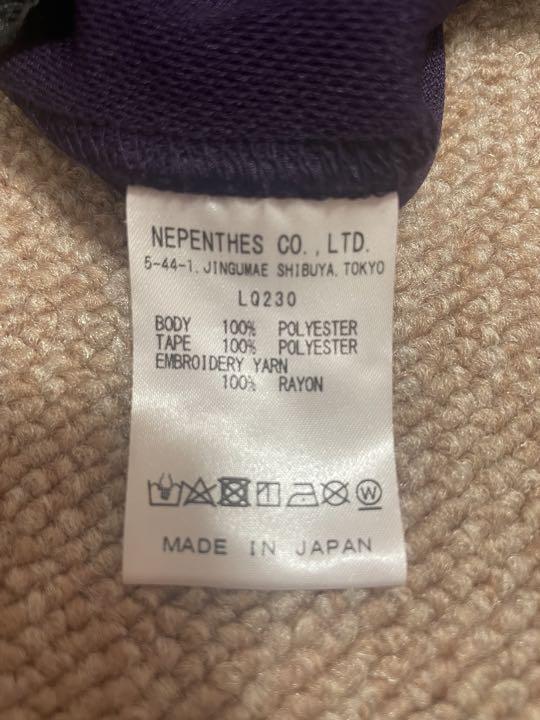 NEPENTHES CO.,LTD.
5-44-1, JINGUMAE SHIBUYA, TOKYO
LQ230
BODY 100% POLYESTER
TAPE 100% POLYESTER
EMBROIDERY YARN
100% RAYON
W
MADE IN JAPAN